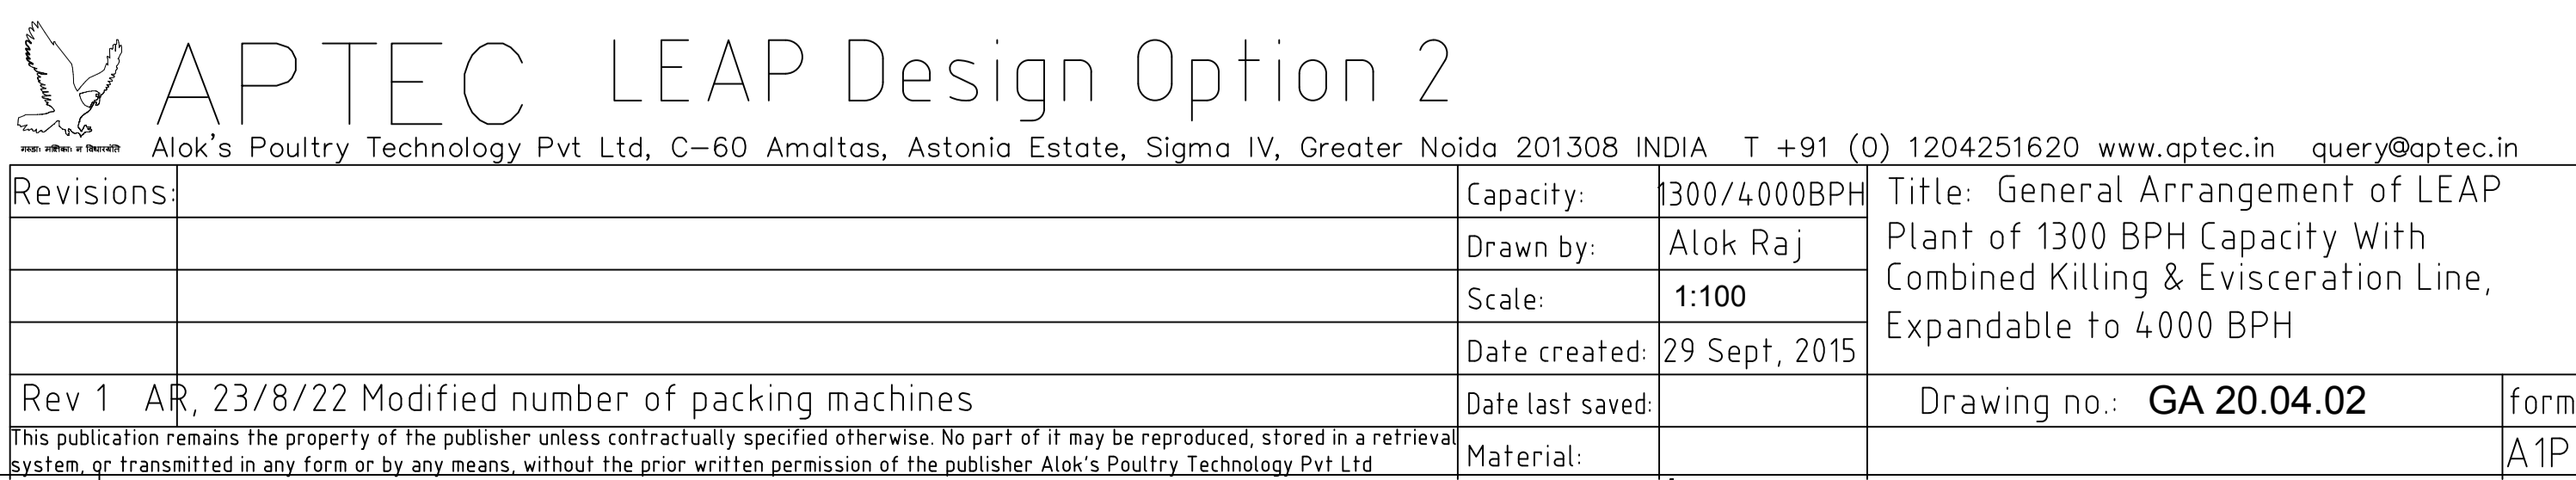 APTEC LEAP Design Option 2
Alok's Poultry Technology Pvt Ltd, C-60 Amaltas, Astonia Estate, Sigma IV, Greater Noida 201308 INDIA T +91 (0) 1204251620 www.aptec.in query@aptec.in
Revisions:
Rev 1 AR, 23/8/22 Modified number of packing machines
This publication remains the property of the publisher unless contractually specified otherwise. No part of it may be reproduced, stored in a retrieval
system, or transmitted in any form or by any means, without the prior written permission of the publisher Alok's Poultry Technology Pvt Ltd
Capacity: 1300/4000BPH
Drawn by: Alok Raj
Scale: 1:100
Date created: 29 Sept, 2015
Date last saved:
Material:
Title: General Arrangement of LEAP
Plant of 1300 BPH Capacity With
Combined Killing & Evisceration Line,
Expandable to 4000 BPH
Drawing no.: GA 20.04.02
form
A1P